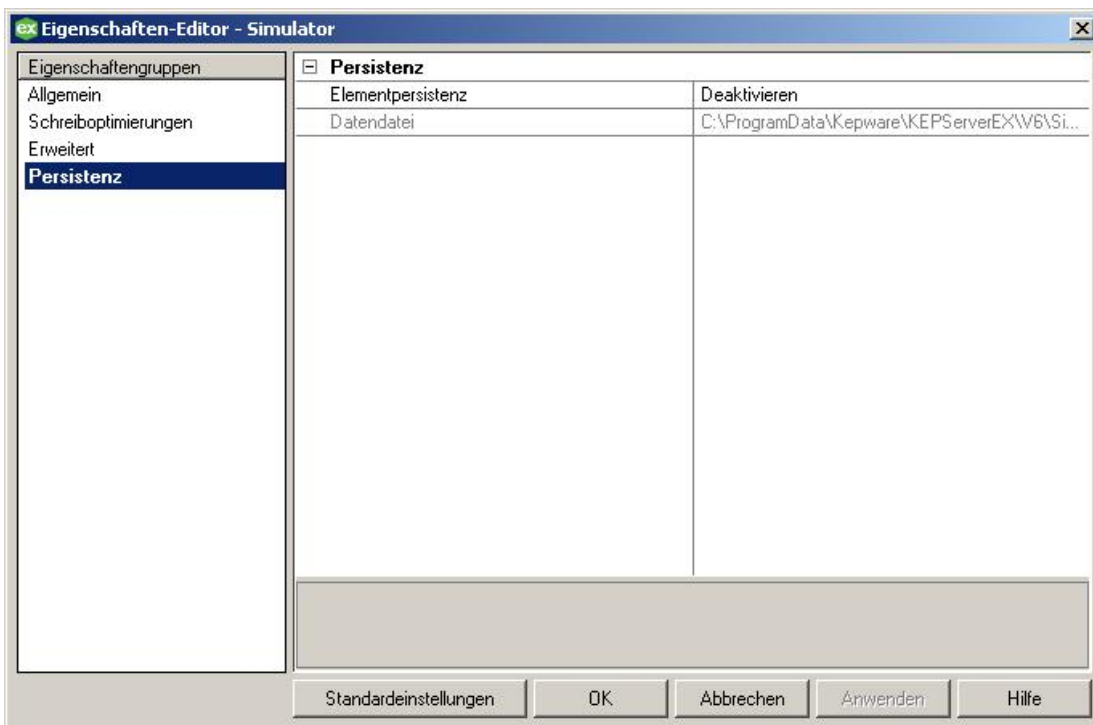 ex Eigenschaften-Editor - Simulator
Eigenschaftengruppen
Allgemein
Schreiboptimierungen
Erweitert
Persistenz
Persistenz
Elementpersistenz Deaktivieren
Datendatei C:\ProgramData\Kepware\KEPServerEX\V6\Si...
Standardeinstellungen OK Abbrechen Anwenden Hilfe